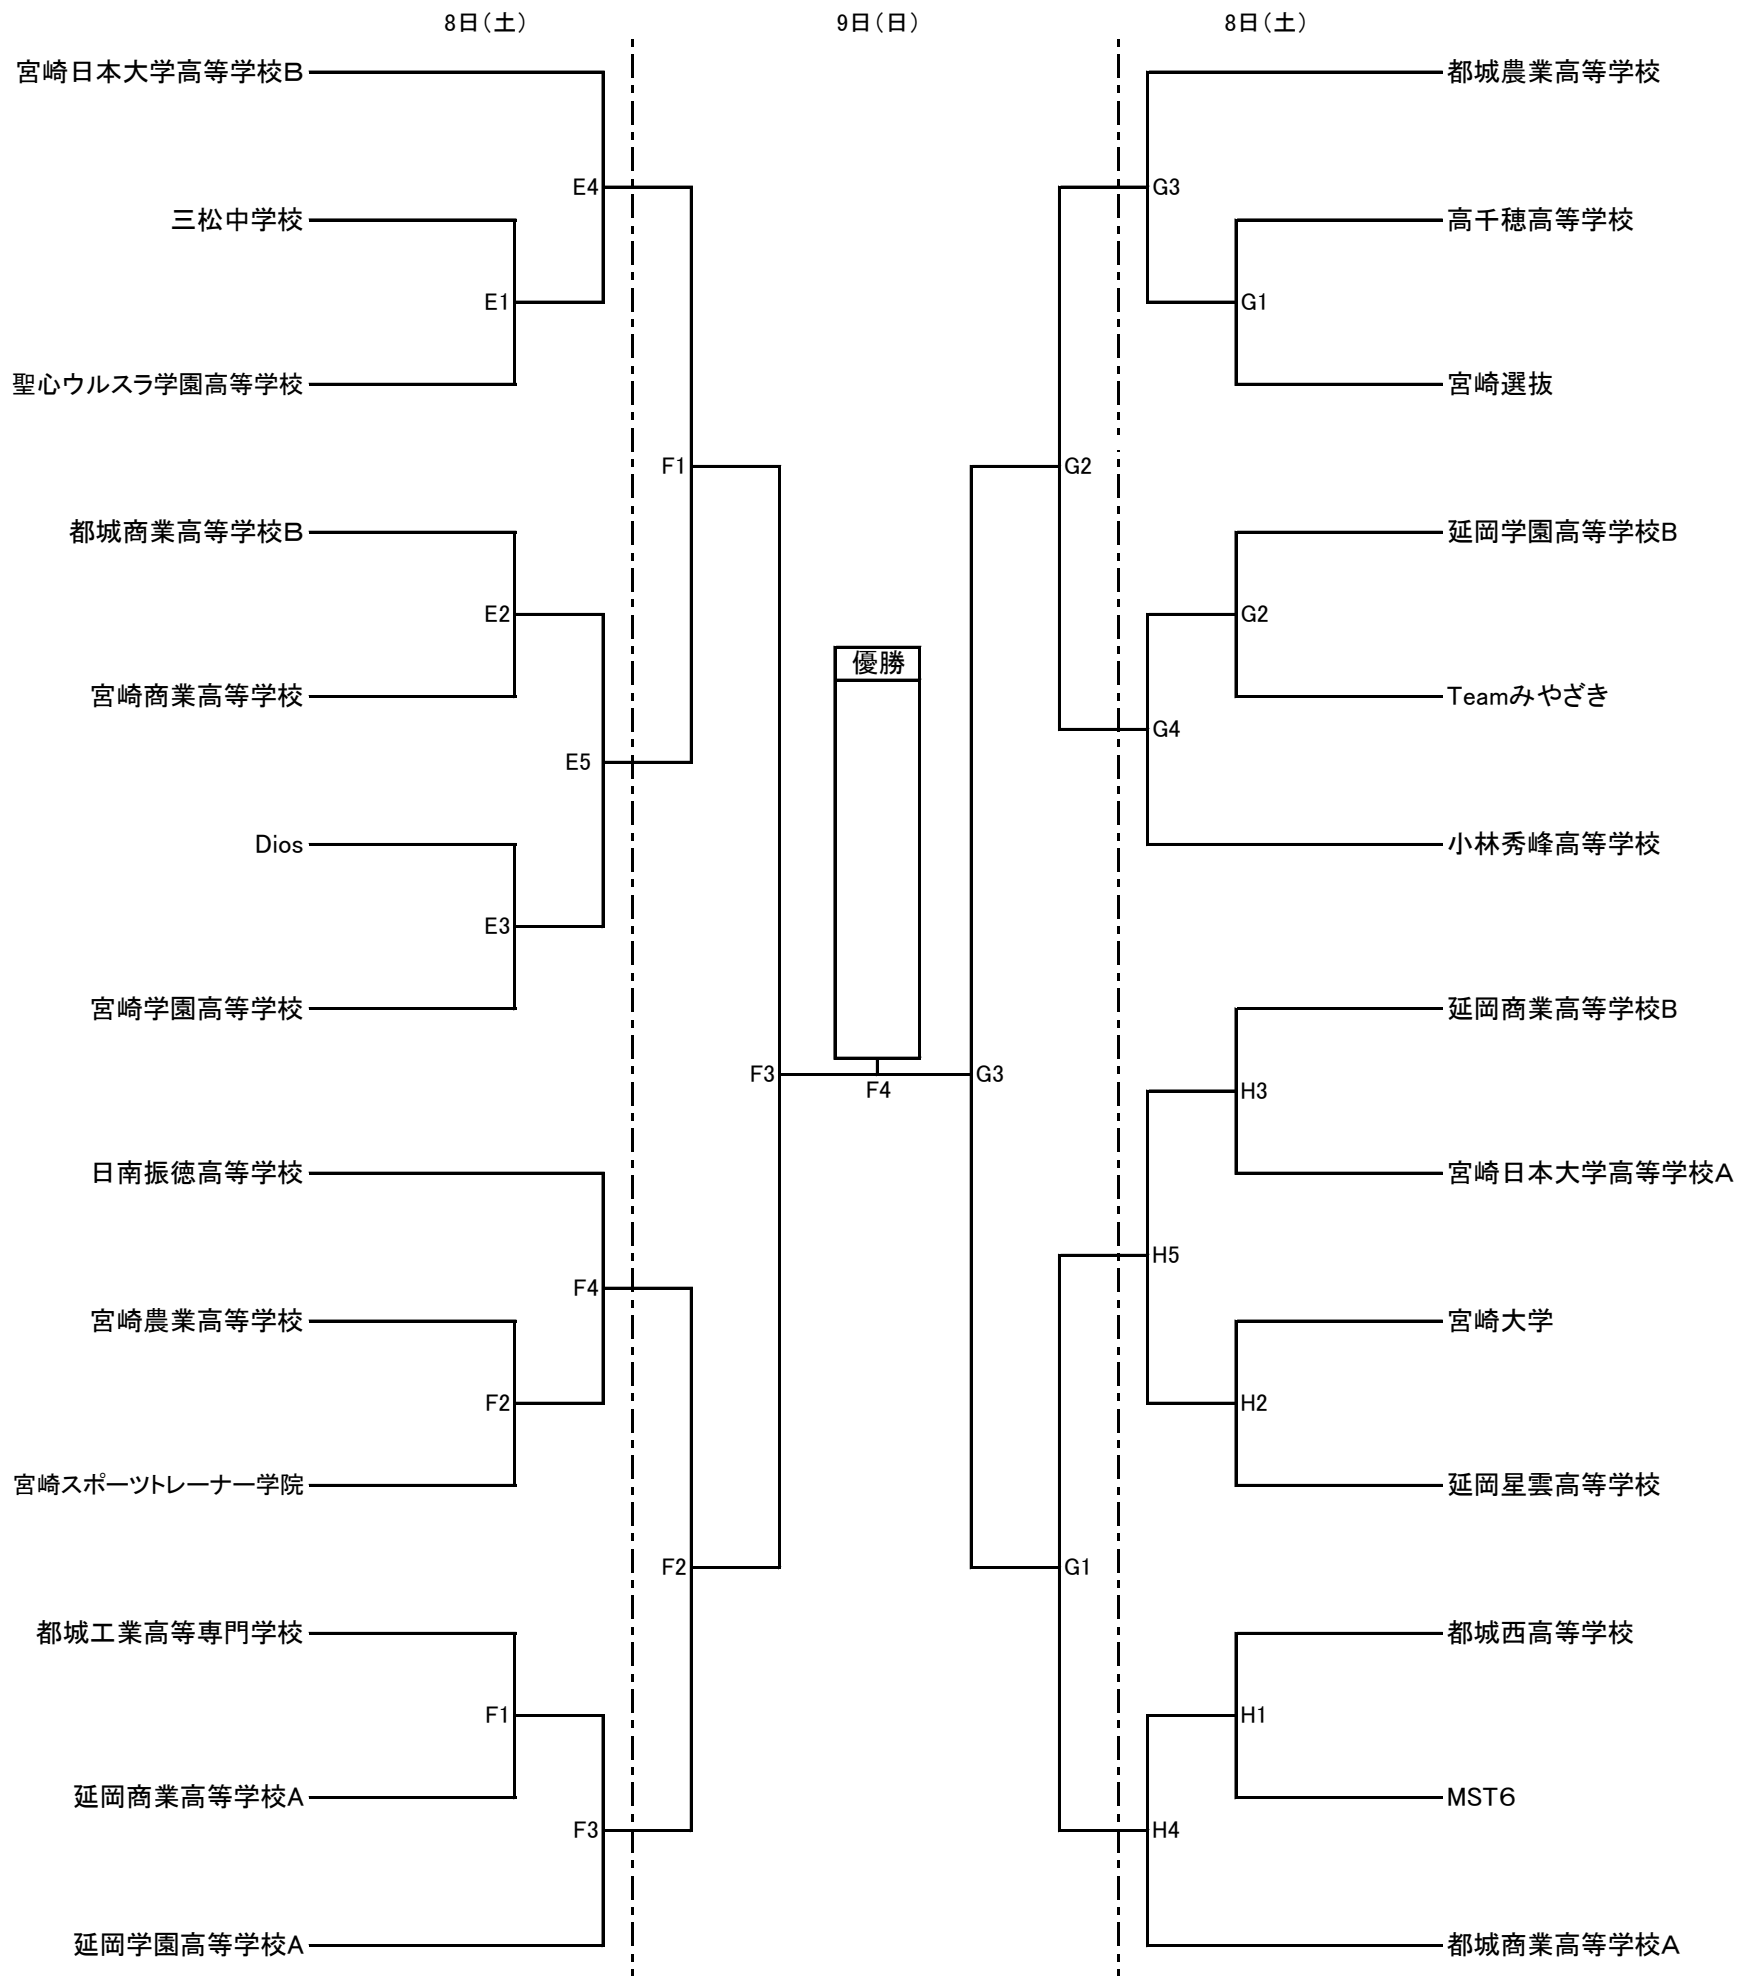 8日（土）
9日（日）
8日（土）
宮崎日本大学高等学校B
都城農業高等学校
E4
G3
三松中学校
高千穂高等学校
E1
G1
聖心ウルスラ学園高等学校
宮崎選抜
F1
G2
都城商業高等学校B
延岡学園高等学校B
E2
G2
優勝
宮崎商業高等学校
Teamみやざき
G4
E5
Dios
小林秀峰高等学校
E3
宮崎学園高等学校
延岡商業高等学校B
F3
G3
F4
H3
日南振徳高等学校
宮崎日本大学高等学校A
H5
F4
宮崎農業高等学校
宮崎大学
F2
H2
宮崎スポーツトレーナー学院
延岡星雲高等学校
F2
G1
都城工業高等専門学校
都城西高等学校
F1
H1
延岡商業高等学校A
MST6
F3
H4
延岡学園高等学校A
都城商業高等学校A